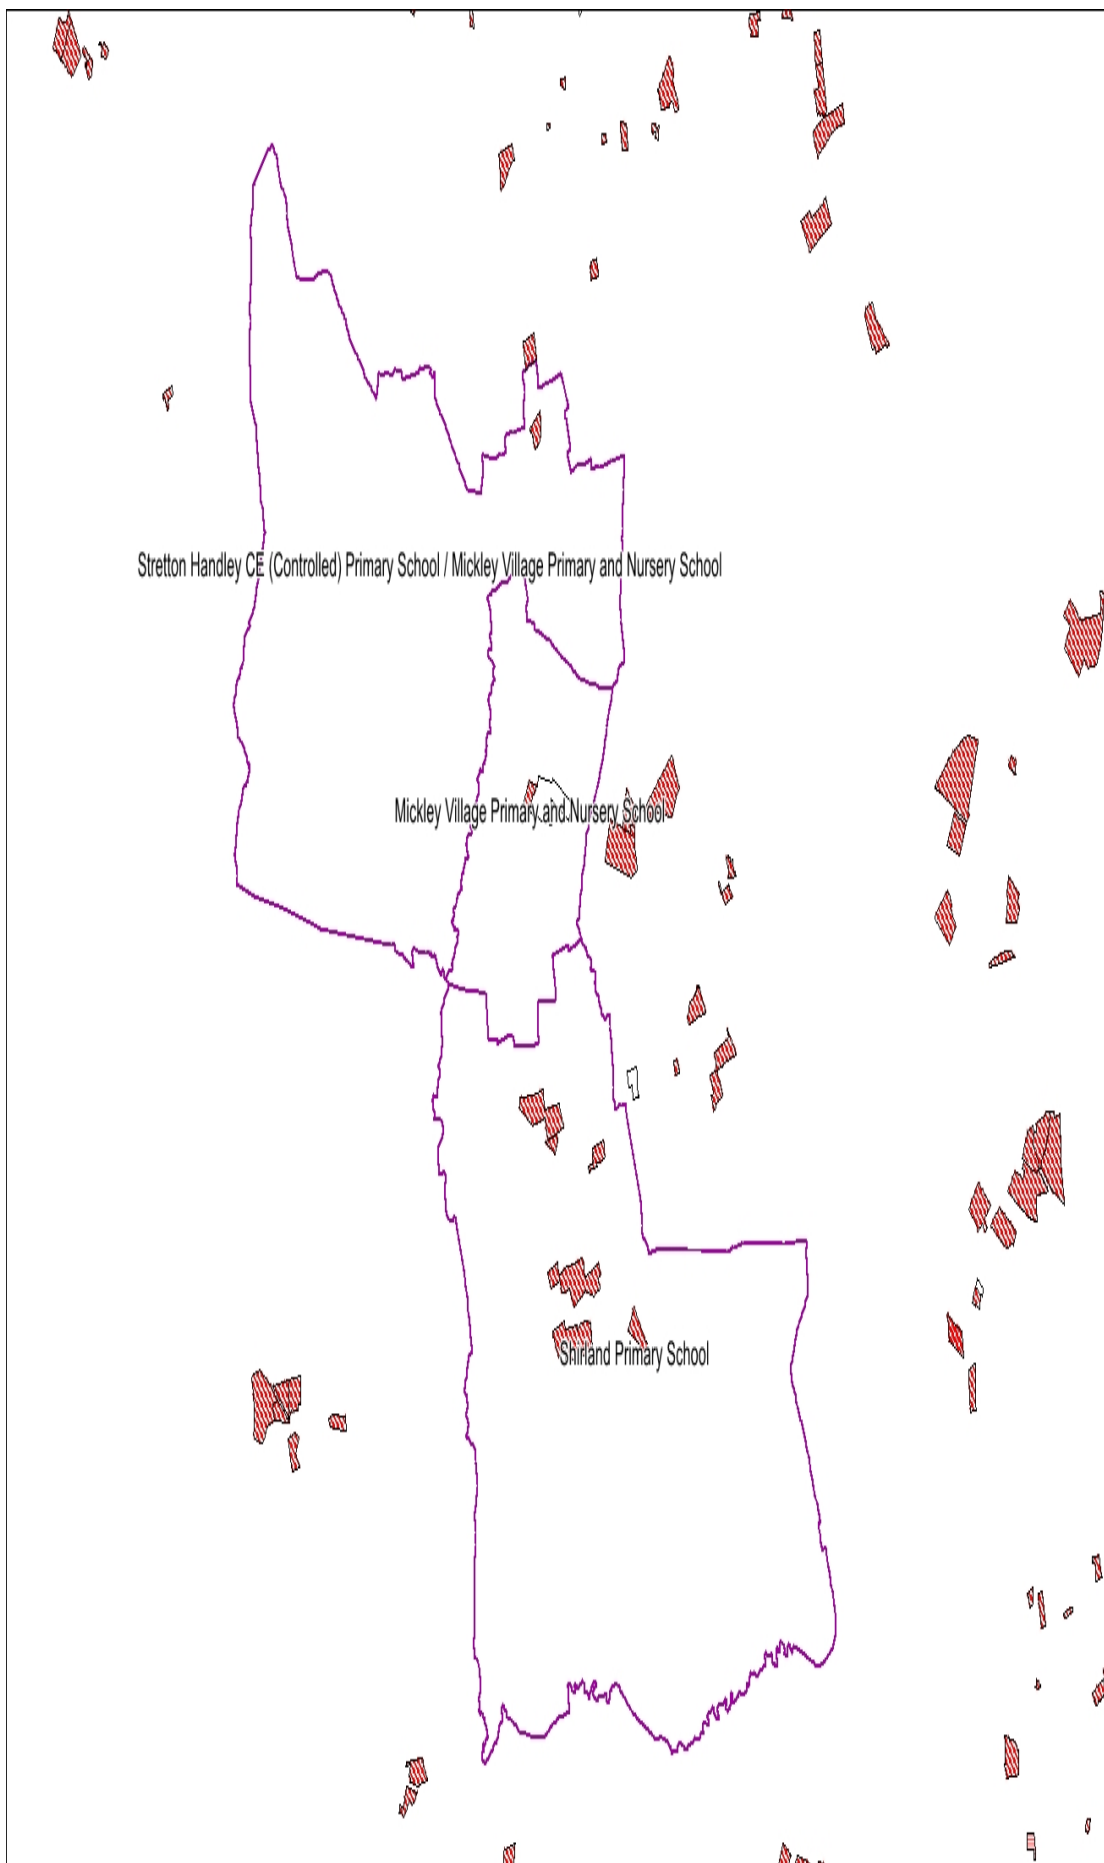 Stretton Handley CE (Controlled) Primary School / Mickley Village Primary and Nursery School
Mickley Village Primary and Nursery School
Shirland Primary School